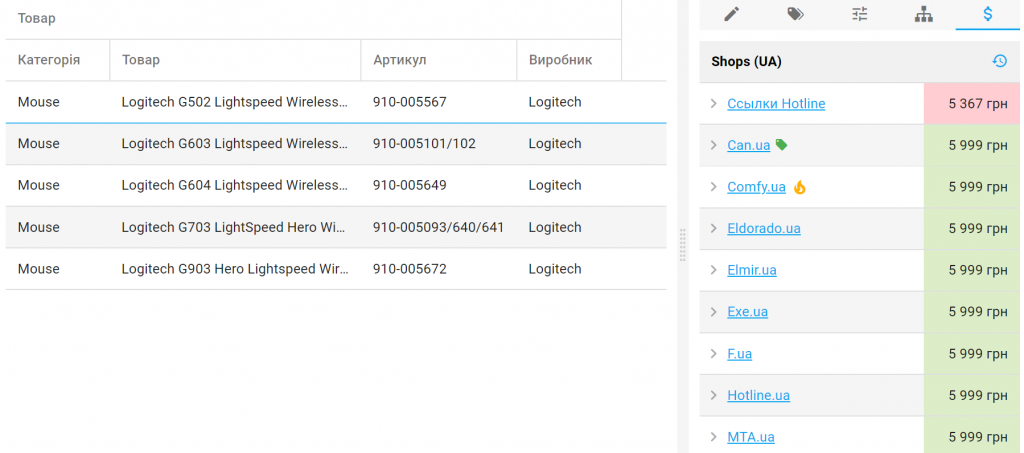 Товар
Категорія Товар Артикул Виробник
Mouse Logitech G502 Lightspeed Wireless... 910-005567 Logitech
Mouse Logitech G603 Lightspeed Wireless... 910-005101/102 Logitech
Mouse Logitech G604 Lightspeed Wireless... 910-005649 Logitech
Mouse Logitech G703 LightSpeed Hero Wi... 910-005093/640/641 Logitech
Mouse Logitech G903 Hero Lightspeed Wir... 910-005672 Logitech
$
Shops (UA)
Ссылки Hotline 5 367 грн
Can.ua 5 999 грн
Comfy.ua 5 999 грн
Eldorado.ua 5 999 грн
Elmir.ua 5 999 грн
Exe.ua 5 999 грн
F.ua 5 999 грн
Hotline.ua 5 999 грн
MTA.ua 5 999 грн